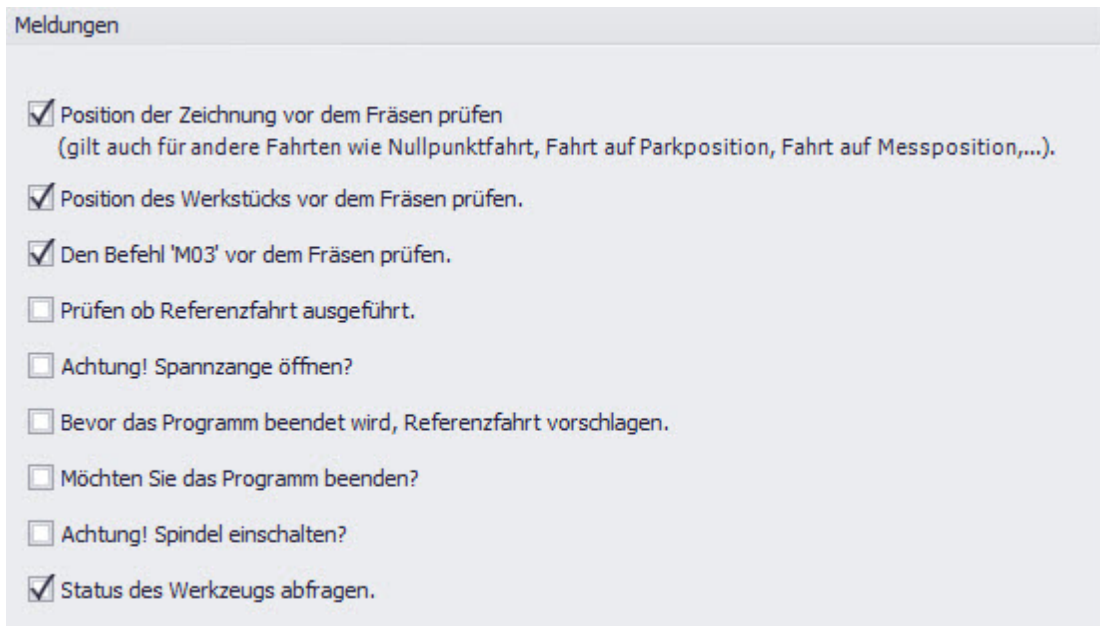 Meldungen
Position der Zeichnung vor dem Fräsen prüfen
(gilt auch für andere Fahrten wie Nullpunktfahrt, Fahrt auf Parkposition, Fahrt auf Messposition,...).
Position des Werkstücks vor dem Fräsen prüfen.
Den Befehl 'M03' vor dem Fräsen prüfen.
Prüfen ob Referenzfahrt ausgeführt.
Achtung! Spannzange öffnen?
Bevor das Programm beendet wird, Referenzfahrt vorschlagen.
Möchten Sie das Programm beenden?
Achtung! Spindel einschalten?
Status des Werkzeugs abfragen.